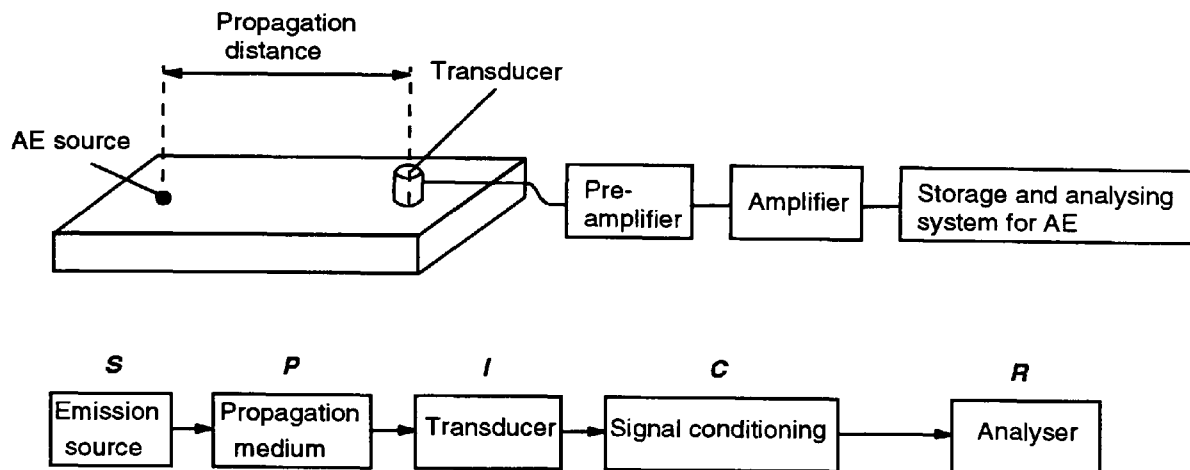 Propagation
distance
Transducer
AE source
Pre-
amplifier
Amplifier
Storage and analysing
system for AE
S
P
I
C
R
Emission
source
Propagation
medium
Transducer
Signal conditioning
Analyser